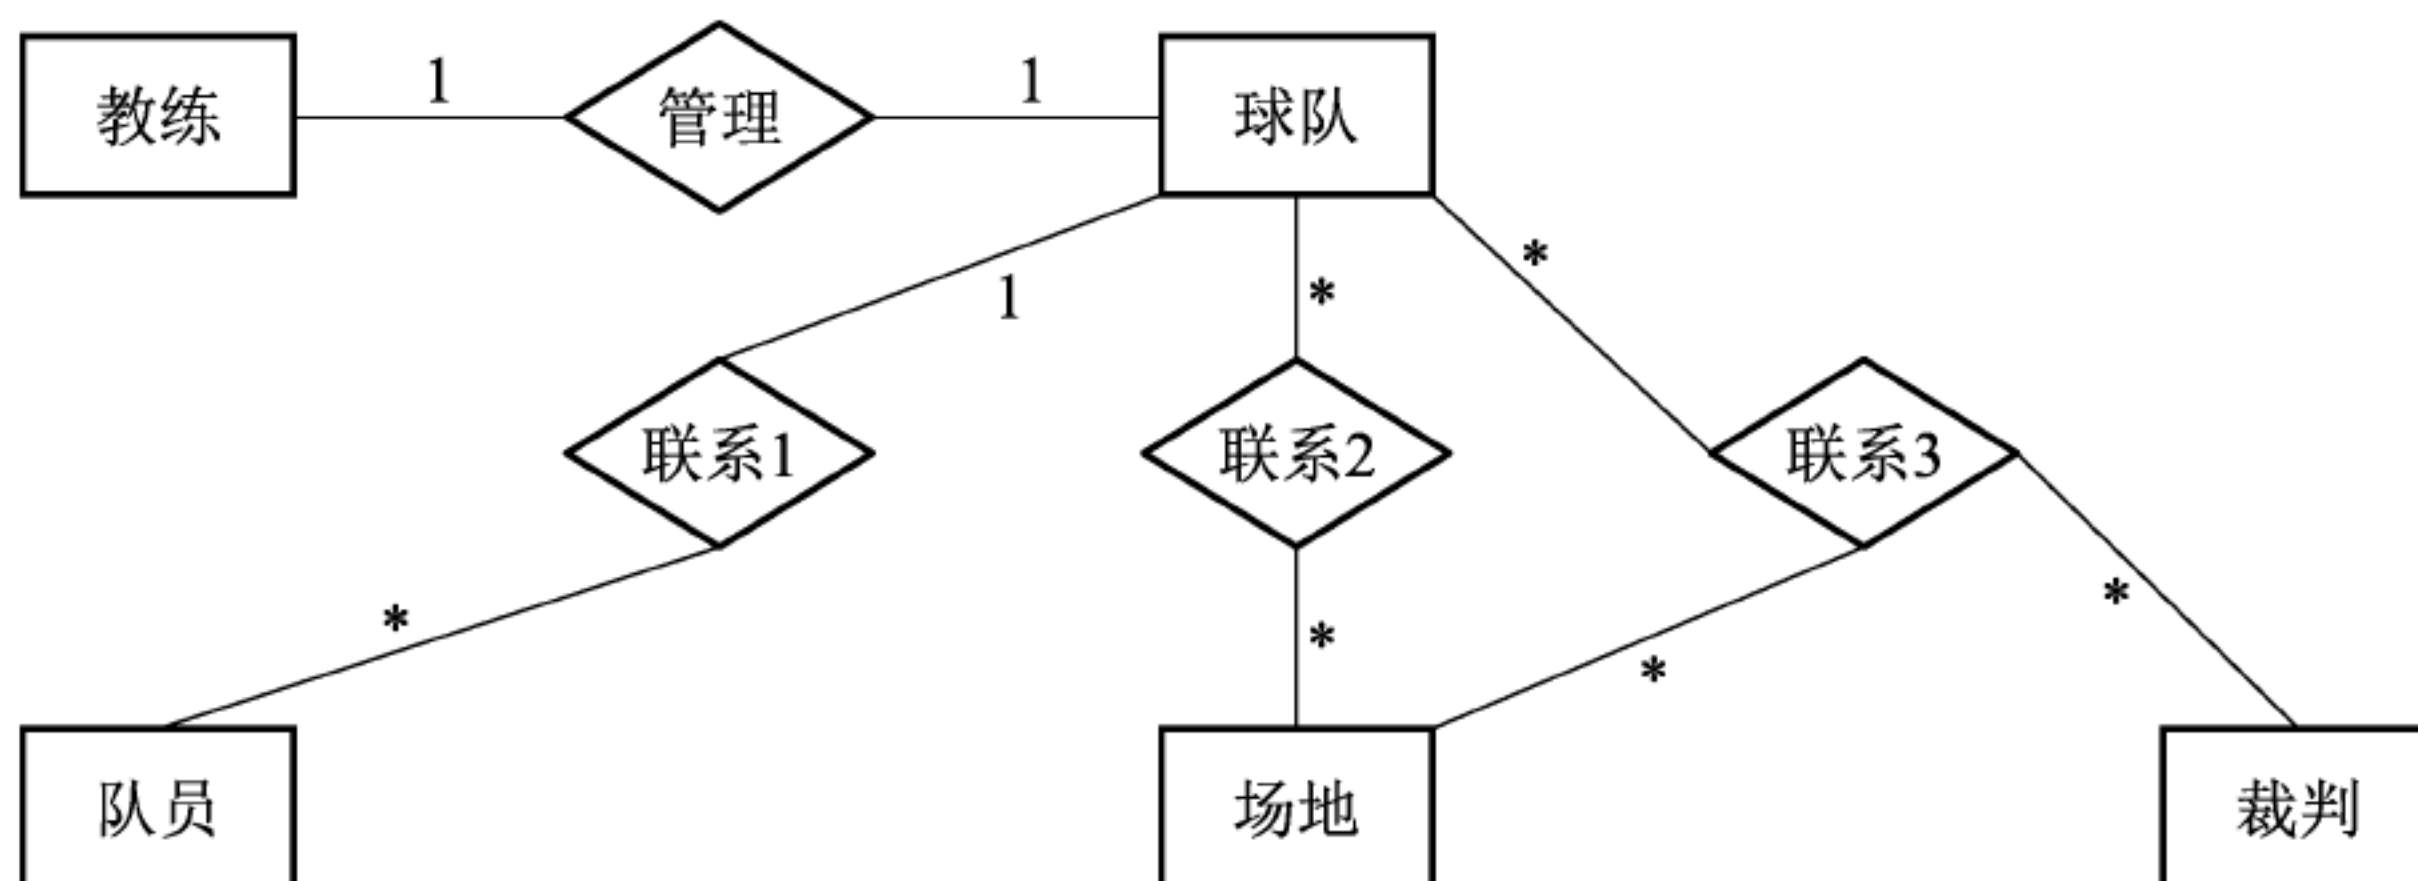 教练 1 管理 1 球队
1 * *
联系1 联系2 联系3
* * * *
队员 场地 裁判